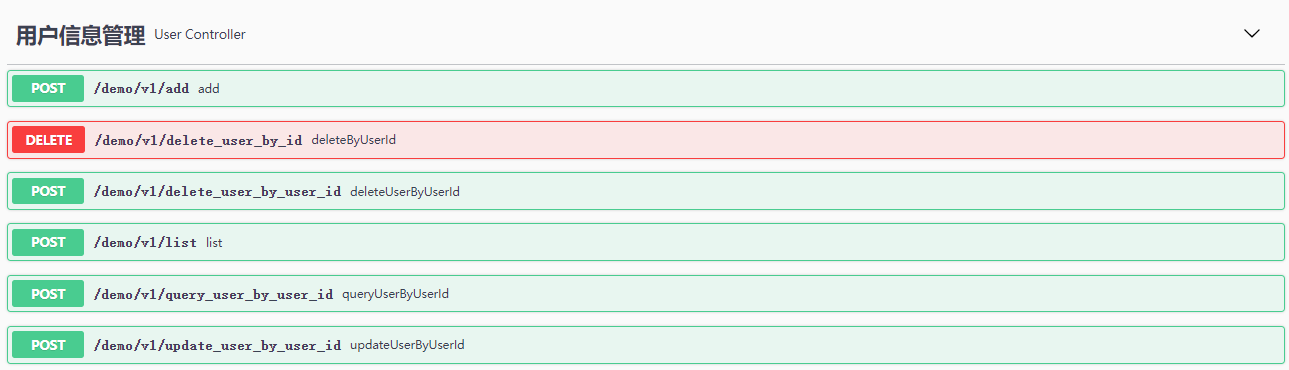 用户信息管理 User Controller
POST /demo/v1/add add
DELETE /demo/v1/delete_user_by_id deleteByUserId
POST /demo/v1/delete_user_by_user_id deleteUserByUserId
POST /demo/v1/list list
POST /demo/v1/query_user_by_user_id queryUserByUserId
POST /demo/v1/update_user_by_user_id updateUserByUserId